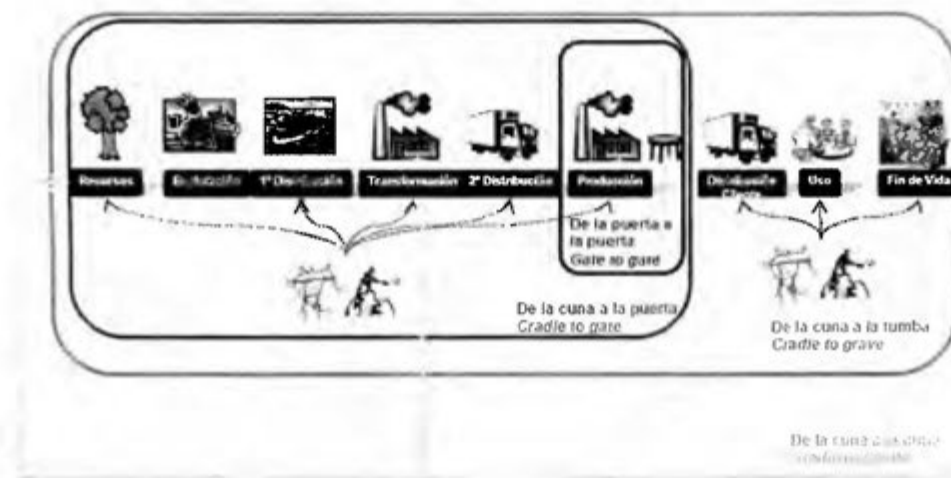 Recursos
1ª Distribución
Transformación
2ª Distribución
Producción
Distribución
Uso
Fin de Vida
De la puerta a
la puerta
Gate to gate
De la cuna a la puerta
Cradle to gate
De la cuna a la tumba
Cradle to grave
De la cuna a